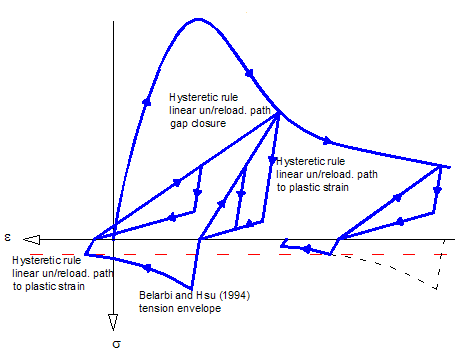 Hysteretic rule
linear un/reload. path
gap closure
Hysteretic rule
linear un/reload. path
to plastic strain
ε
Hysteretic rule
linear un/reload. path
to plastic strain
Belarbi and Hsu (1994)
tension envelope
σ